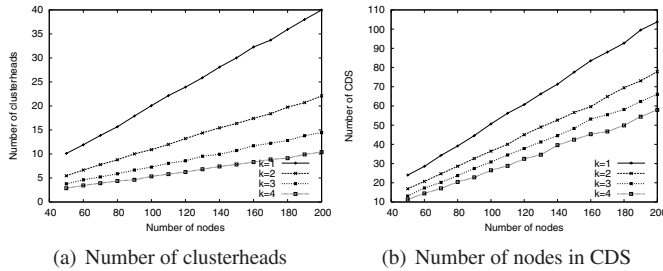 40
35
30
25
20
15
10
5
0
40 60 80 100 120 140 160 180 200
Number of clusterheads
Number of nodes
k=1
k=2
k=3
k=4
(a) Number of clusterheads
110
100
90
80
70
60
50
40
30
20
10
40 60 80 100 120 140 160 180 200
Number of CDS
Number of nodes
k=1
k=2
k=3
k=4
(b) Number of nodes in CDS